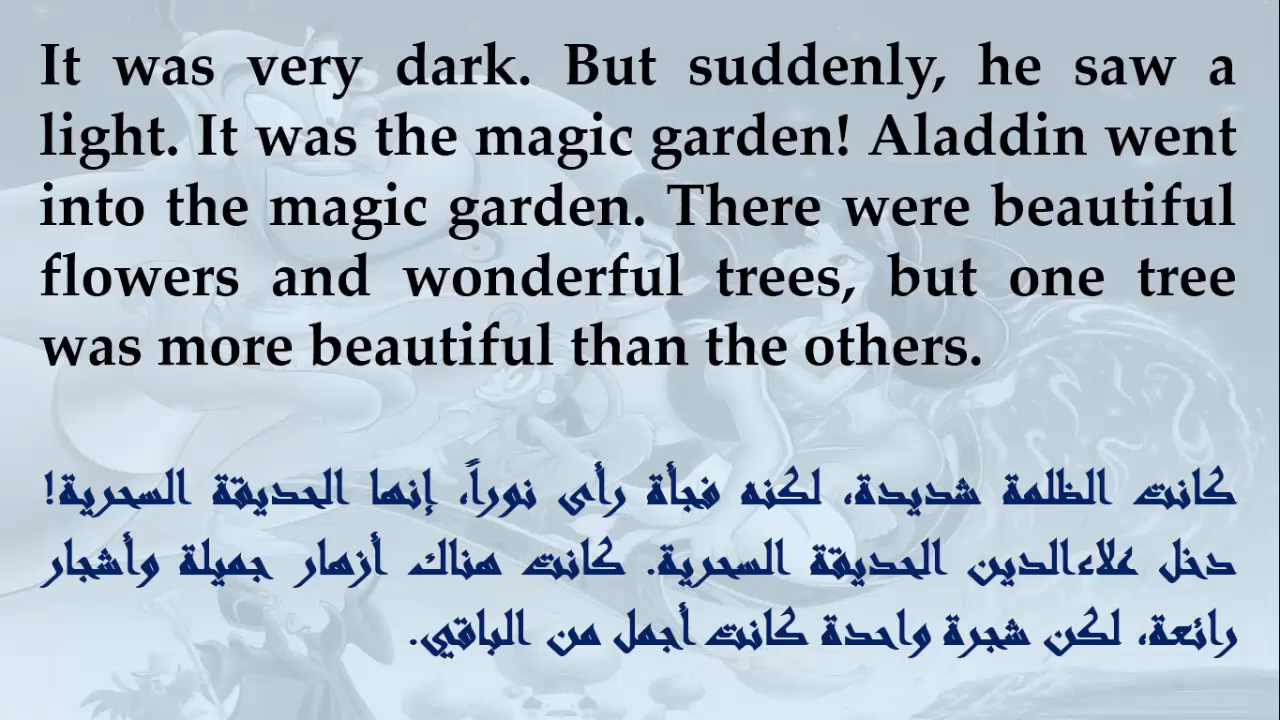 It was very dark. But suddenly, he saw a
light. It was the magic garden! Aladdin went
into the magic garden. There were beautiful
flowers and wonderful trees, but one tree
was more beautiful than the others.
كانت الظلمة شديدة، لكنه فجأة رأى نوراً، إنها الحديقة السحرية!
دخل علاءالدين الحديقة السحرية. كانت هناك أزهار جميلة وأشجار
رائعة، لكن شجرة واحدة كانت أجمل من الباقي.